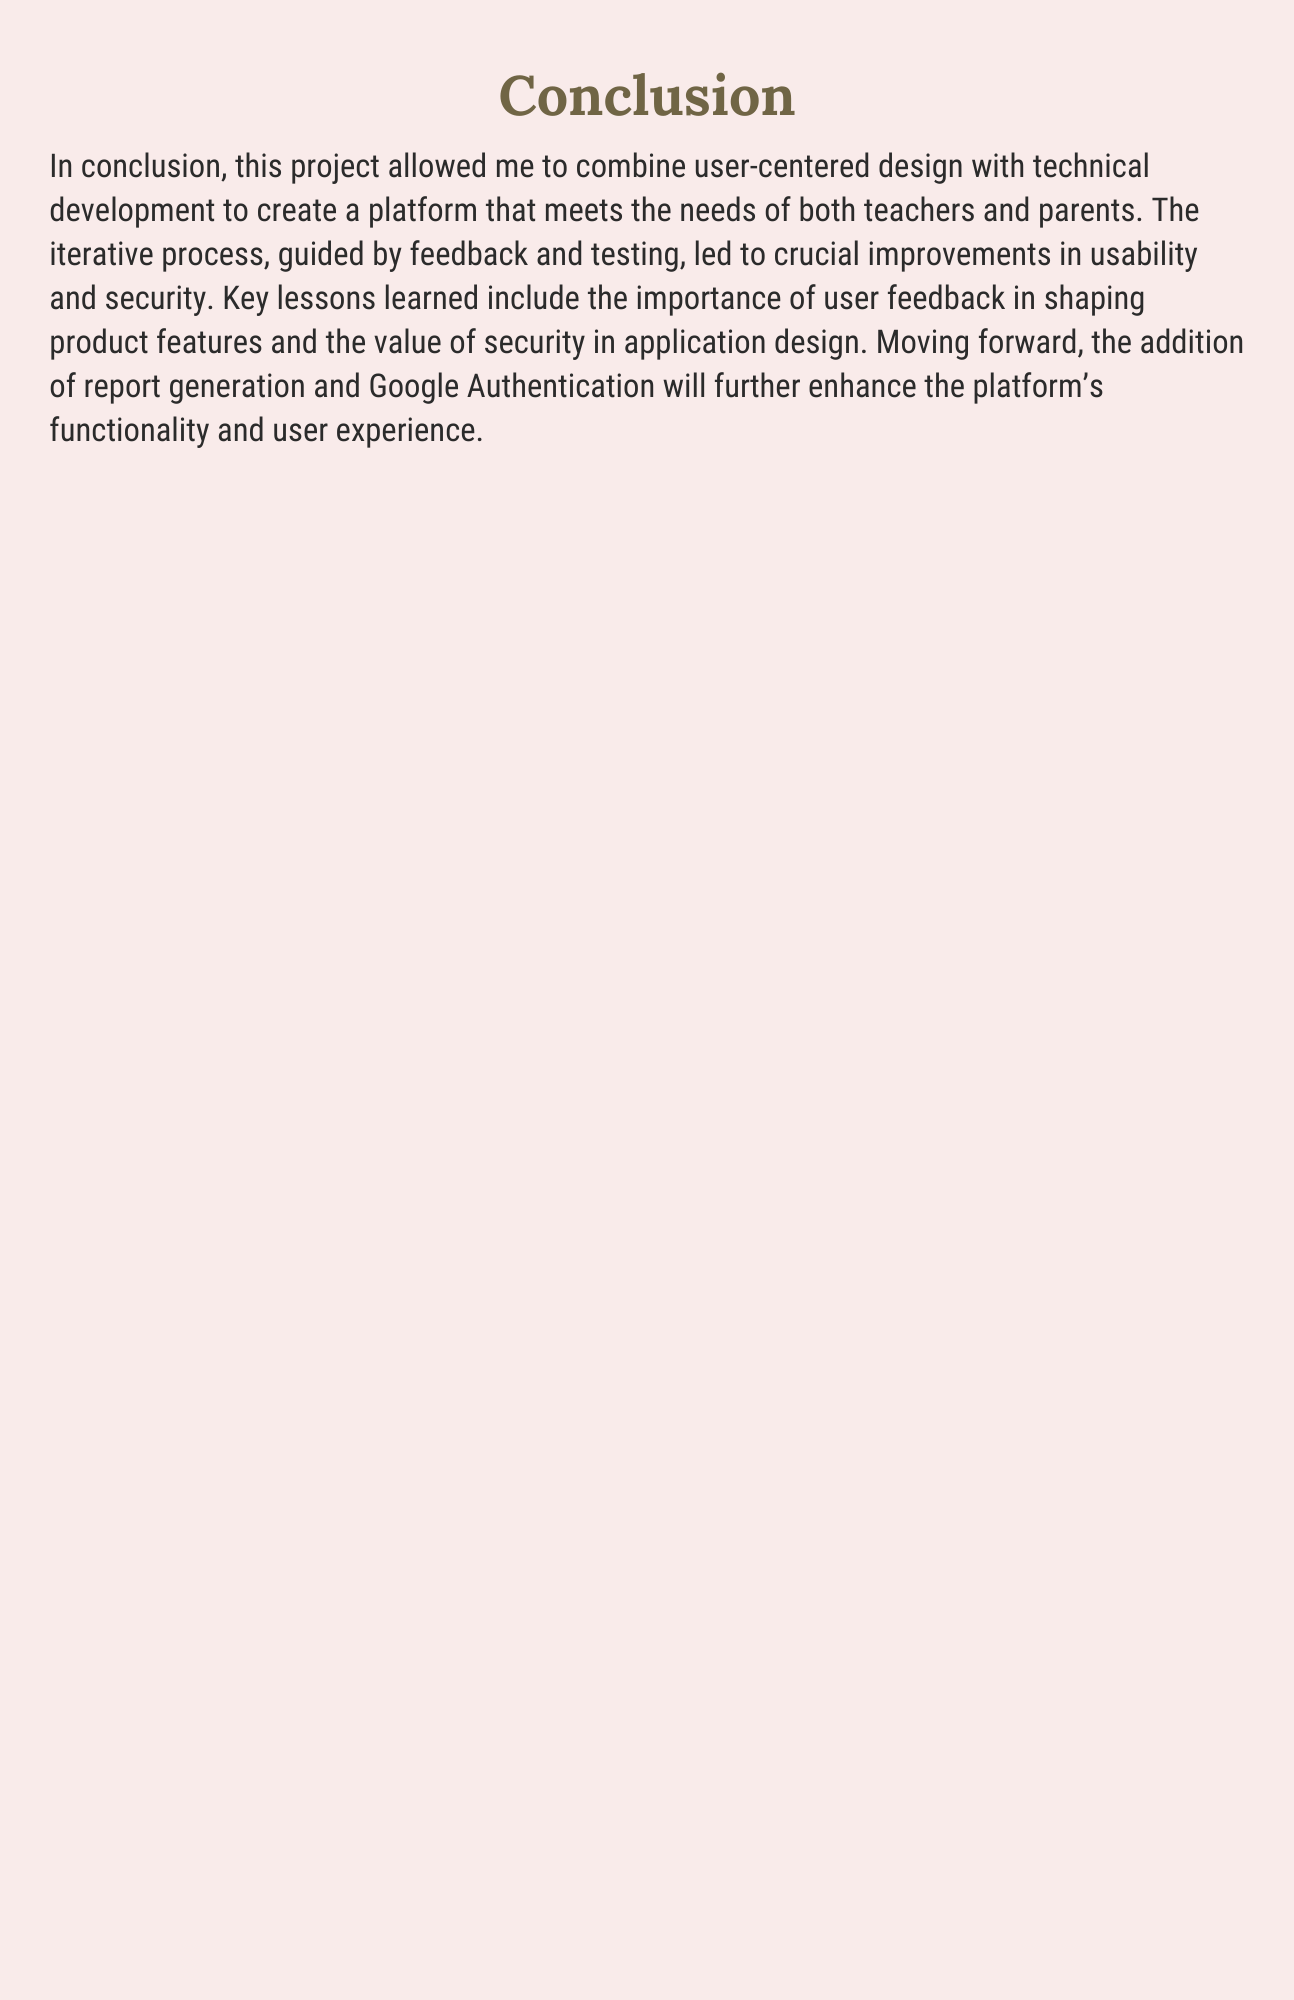 Conclusion
In conclusion, this project allowed me to combine user-centered design with technical
development to create a platform that meets the needs of both teachers and parents. The
iterative process, guided by feedback and testing, led to crucial improvements in usability
and security. Key lessons learned include the importance of user feedback in shaping
product features and the value of security in application design. Moving forward, the addition
of report generation and Google Authentication will further enhance the platform’s
functionality and user experience.